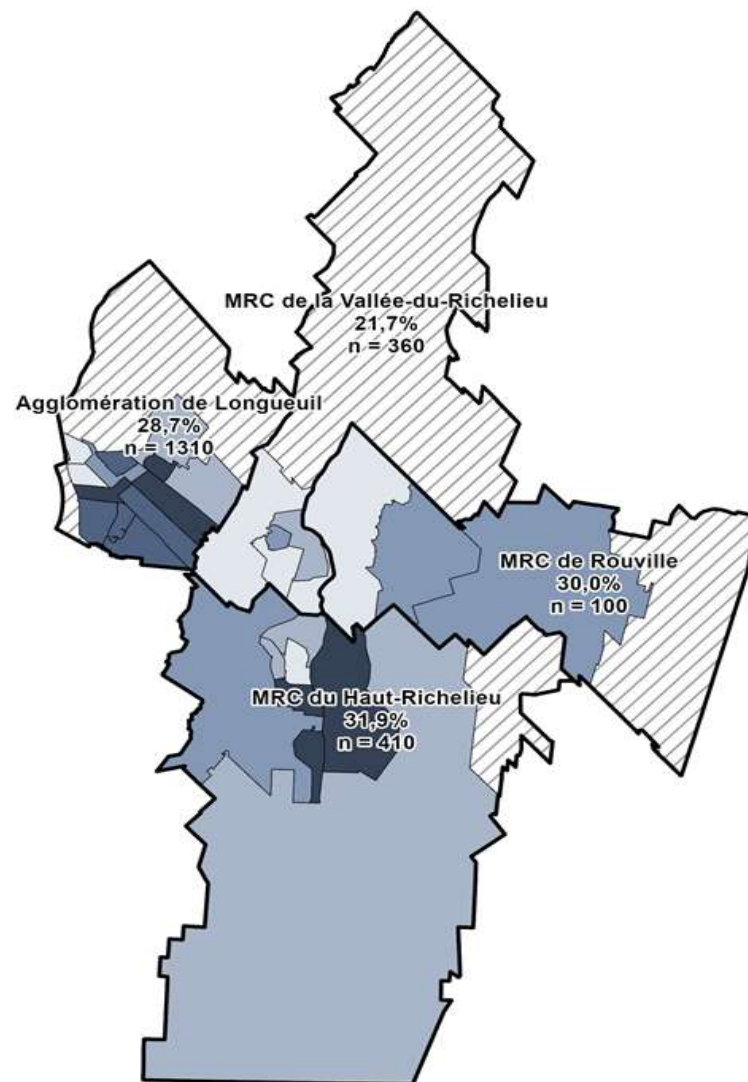 MRC de la Vallée-du-Richelieu
21,7%
n = 360
Agglomération de Longueuil
28,7%
n = 1310
MRC de Rouville
30,0%
n = 100
MRC du Haut-Richelieu
31,9%
n = 410